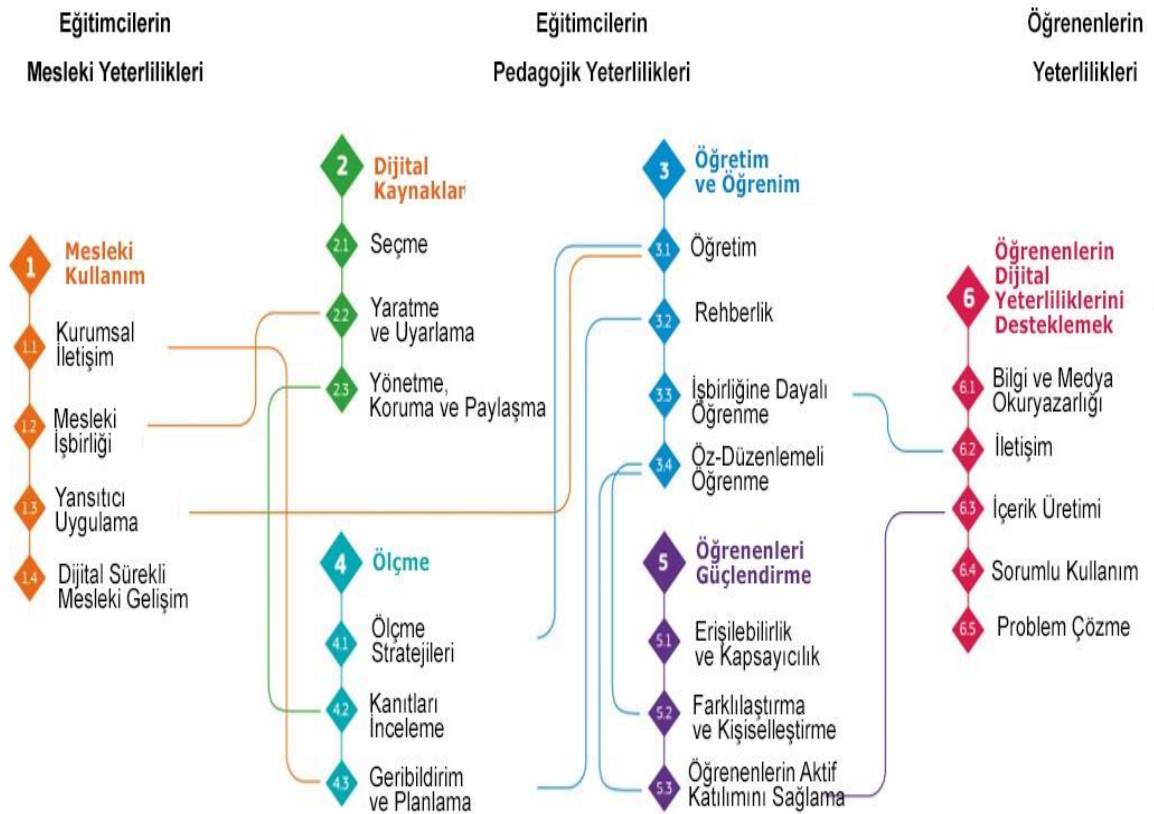 Eğitimcilerin
Mesleki Yeterlilikleri
Eğitimcilerin
Pedagojik Yeterlilikleri
Öğrenenlerin
Yeterlilikleri
1
Mesleki
Kullanım
1.1
Kurumsal
İletişim
1.2
Mesleki
İşbirliği
1.3
Yansıtıcı
Uygulama
1.4
Dijital Sürekli
Mesleki Gelişim
2
Dijital
Kaynaklar
2.1
Seçme
2.2
Yaratme
ve Uyarlama
2.3
Yönetme,
Koruma ve Paylaşma
3
Öğretim
ve Öğrenim
3.1
Öğretim
3.2
Rehberlik
3.3
İşbirliğine Dayalı
Öğrenme
3.4
Öz-Düzenlemeli
Öğrenme
4
Ölçme
4.1
Ölçme
Stratejileri
4.2
Kanıtları
İnceleme
4.3
Geribildirim
ve Planlama
5
Öğrenenleri
Güçlendirme
5.1
Erişilebilirlik
ve Kapsayıcılık
5.2
Farklılaştırma
ve Kişiselleştirme
5.3
Öğrenenlerin Aktif
Katılımını Sağlama
6
Öğrenenlerin
Dijital
Yeterliliklerini
Desteklemek
6.1
Bilgi ve Medya
Okuryazarlığı
6.2
İletişim
6.3
İçerik Üretimi
6.4
Sorumlu Kullanım
6.5
Problem Çözme